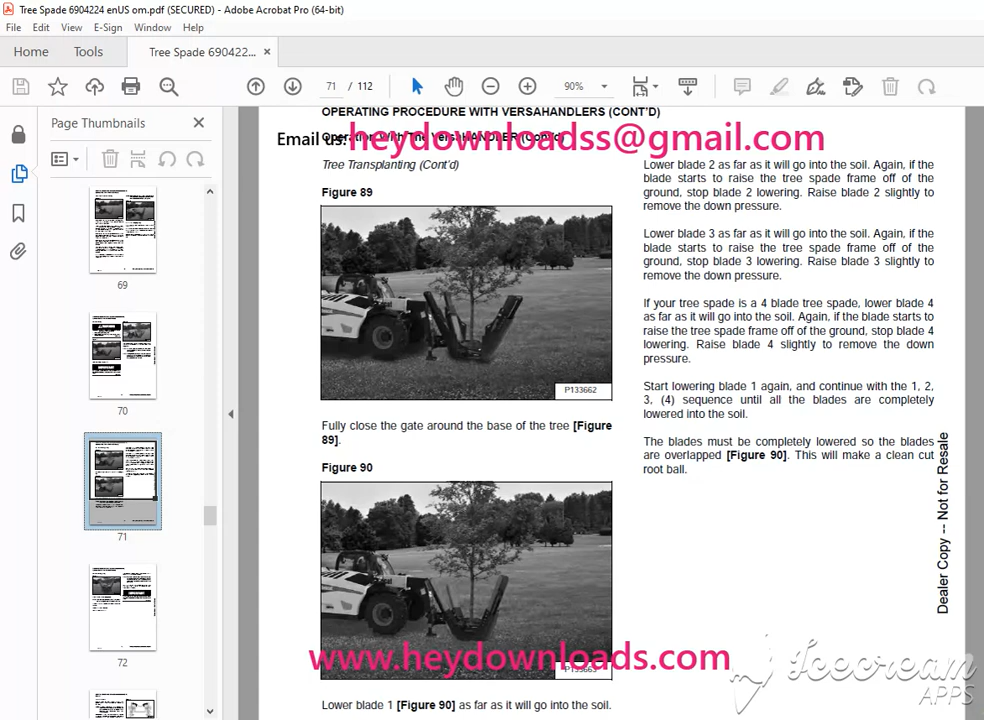 Tree Spade 6904224 enUS om.pdf (SECURED) - Adobe Acrobat Pro (64-bit)
File Edit View E-Sign Window Help
Home Tools Tree Spade 690422... ×
71 / 112 90%
Page Thumbnails
69
70
71
72
OPERATING PROCEDURE WITH VERSAHANDLERS (CONT'D)
Operation With The VersaHANDLER (Cont'd)
Email us: heydownloadss@gmail.com
Tree Transplanting (Cont'd)
Figure 89
P133662
Fully close the gate around the base of the tree [Figure
89].
Figure 90
P133663
www.heydownloads.com
Lower blade 1 [Figure 90] as far as it will go into the soil.
Lower blade 2 as far as it will go into the soil. Again, if the
blade starts to raise the tree spade frame off of the
ground, stop blade 2 lowering. Raise blade 2 slightly to
remove the down pressure.
Lower blade 3 as far as it will go into the soil. Again, if the
blade starts to raise the tree spade frame off of the
ground, stop blade 3 lowering. Raise blade 3 slightly to
remove the down pressure.
If your tree spade is a 4 blade tree spade, lower blade 4
as far as it will go into the soil. Again, if the blade starts to
raise the tree spade frame off of the ground, stop blade 4
lowering. Raise blade 4 slightly to remove the down
pressure.
Start lowering blade 1 again, and continue with the 1, 2,
3, (4) sequence until all the blades are completely
lowered into the soil.
The blades must be completely lowered so the blades
are overlapped [Figure 90]. This will make a clean cut
root ball.
Dealer Copy -- Not for Resale
Icecream
APPS